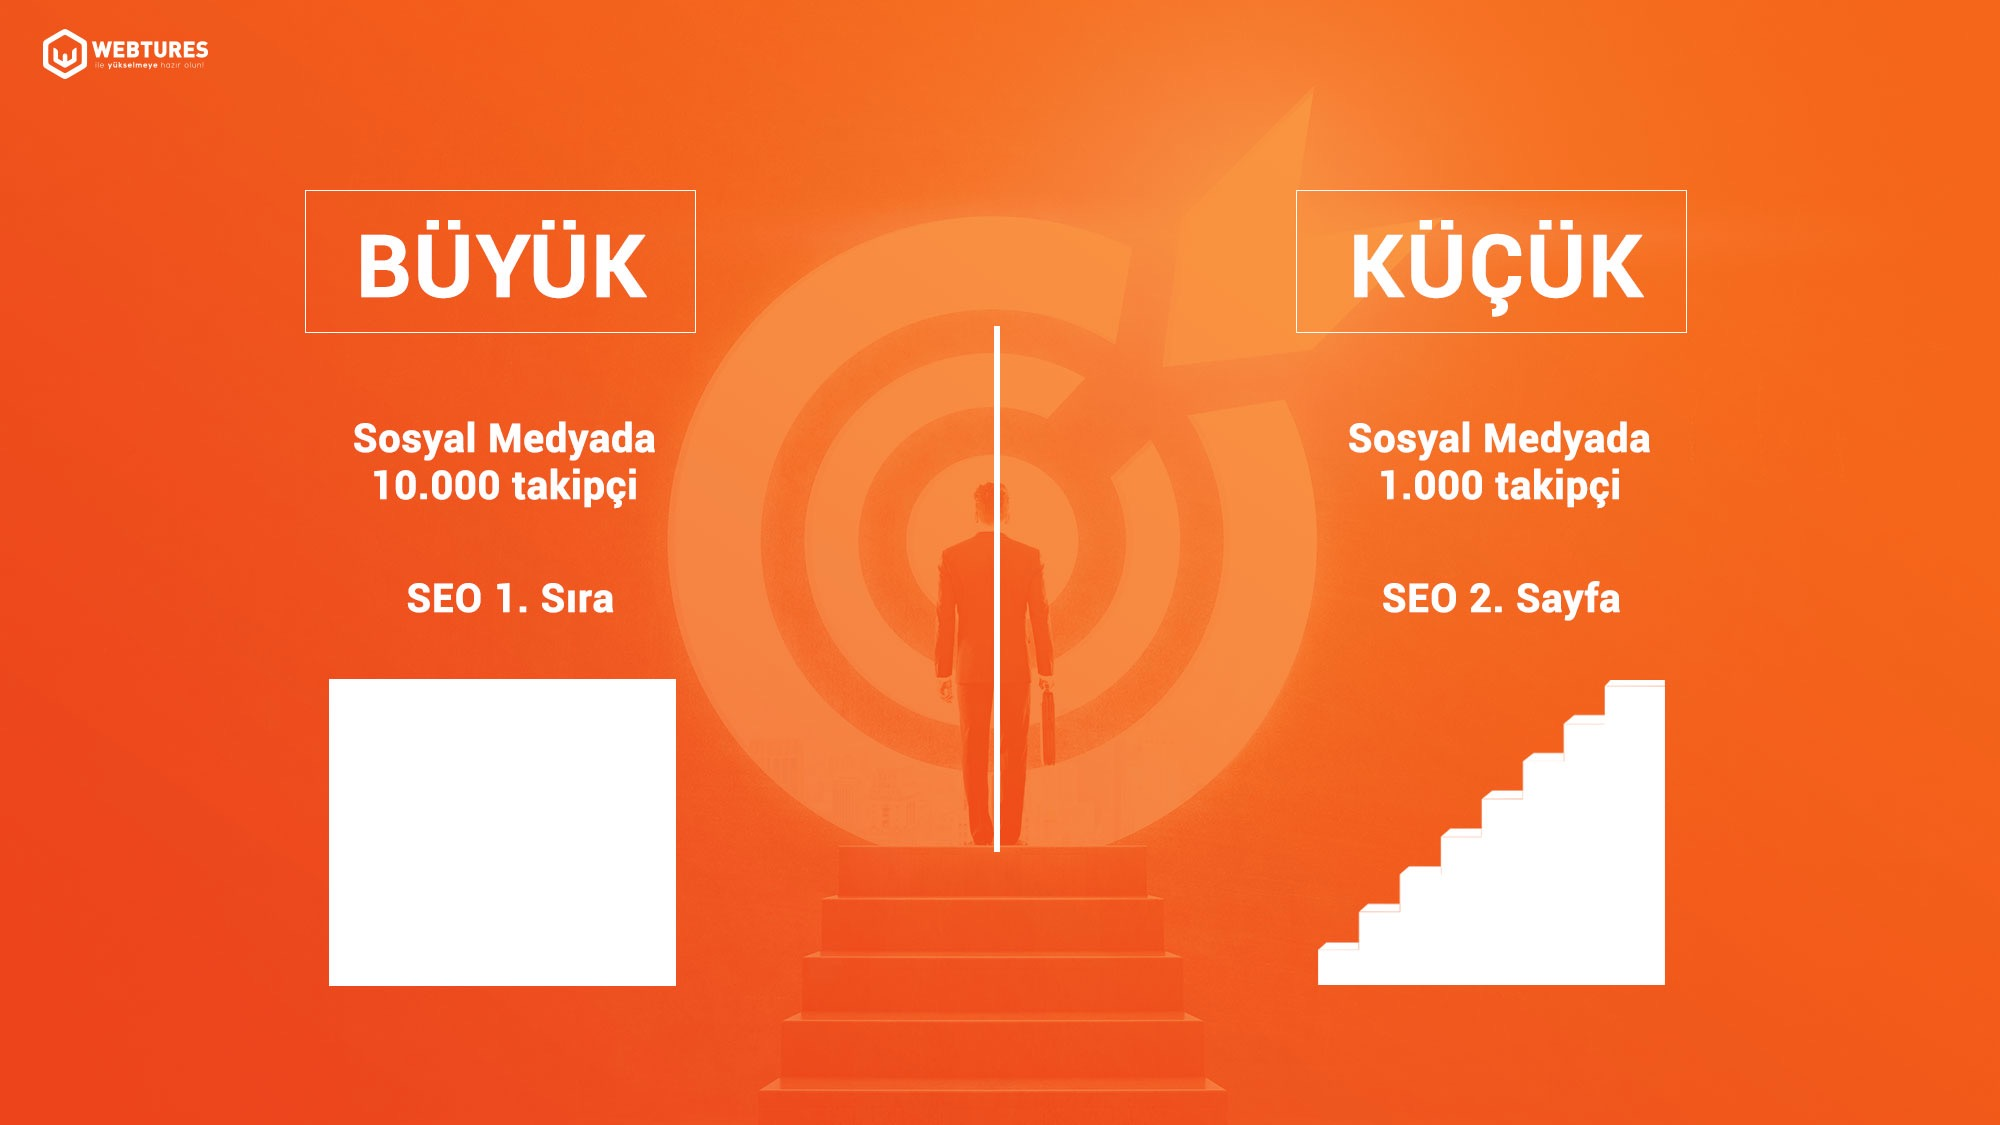 WEBTURES
ile yükselmeye hazır olun!
BÜYÜK
Sosyal Medyada
10.000 takipçi
SEO 1. Sıra
KÜÇÜK
Sosyal Medyada
1.000 takipçi
SEO 2. Sayfa